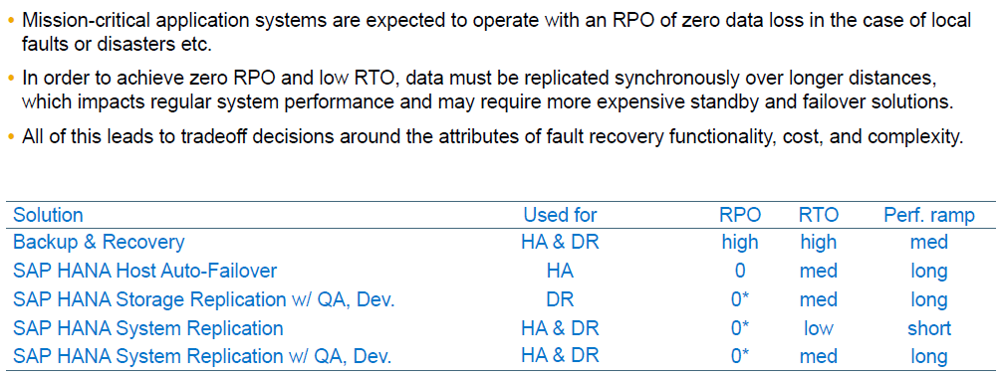 • Mission-critical application systems are expected to operate with an RPO of zero data loss in the case of local
faults or disasters etc.
• In order to achieve zero RPO and low RTO, data must be replicated synchronously over longer distances,
which impacts regular system performance and may require more expensive standby and failover solutions.
• All of this leads to tradeoff decisions around the attributes of fault recovery functionality, cost, and complexity.
Solution Used for RPO RTO Perf. ramp
Backup & Recovery HA & DR high high med
SAP HANA Host Auto-Failover HA 0 med long
SAP HANA Storage Replication w/ QA, Dev. DR 0* med long
SAP HANA System Replication HA & DR 0* low short
SAP HANA System Replication w/ QA, Dev. HA & DR 0* med long